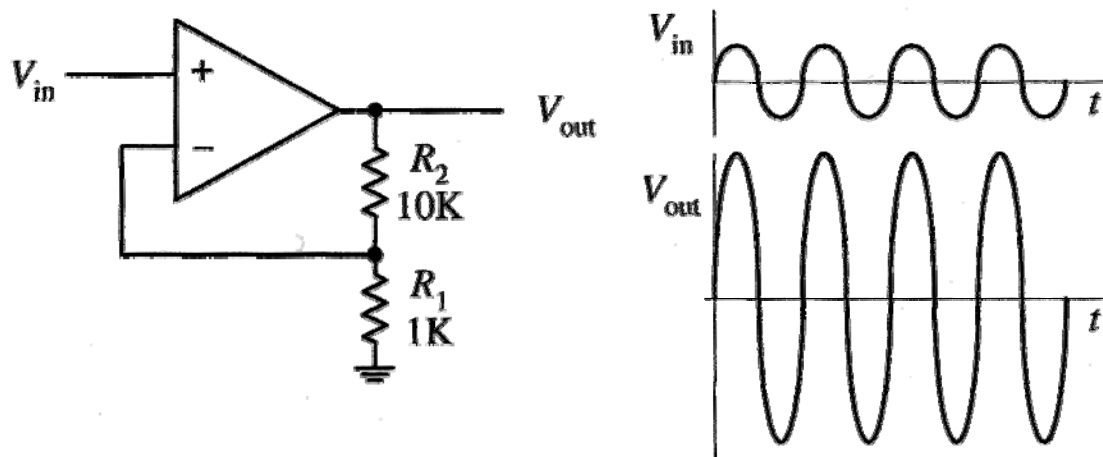 V_in
+
−
V_out
R_2
10K
R_1
1K
V_in
t
V_out
t